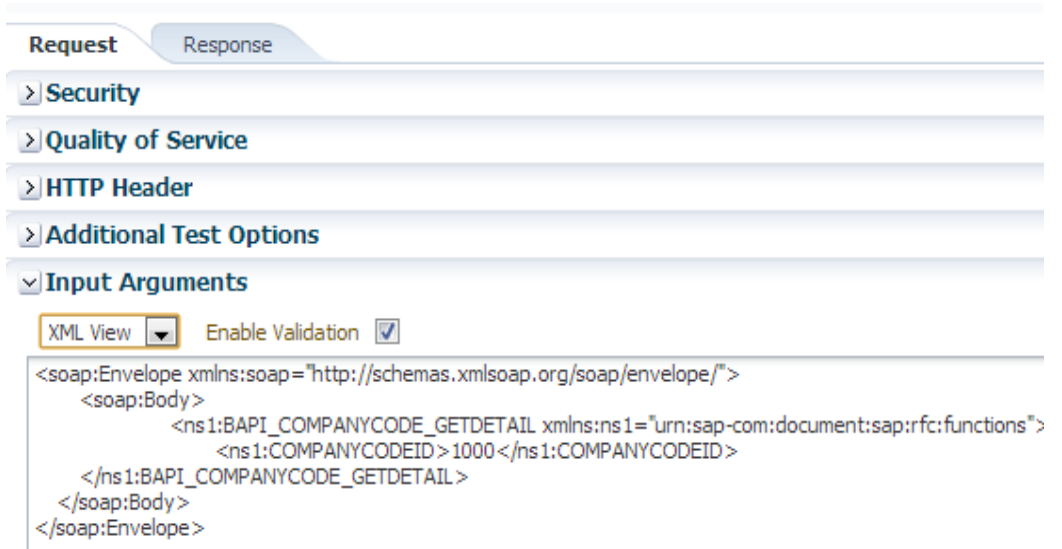 Request Response
Security
Quality of Service
HTTP Header
Additional Test Options
Input Arguments
XML View Enable Validation
<soap:Envelope xmlns:soap="http://schemas.xmlsoap.org/soap/envelope/">
<soap:Body>
<ns1:BAPI_COMPANYCODE_GETDETAIL xmlns:ns1="urn:sap-com:document:sap:rfc:functions">
<ns1:COMPANYCODEID>1000</ns1:COMPANYCODEID>
</ns1:BAPI_COMPANYCODE_GETDETAIL>
</soap:Body>
</soap:Envelope>